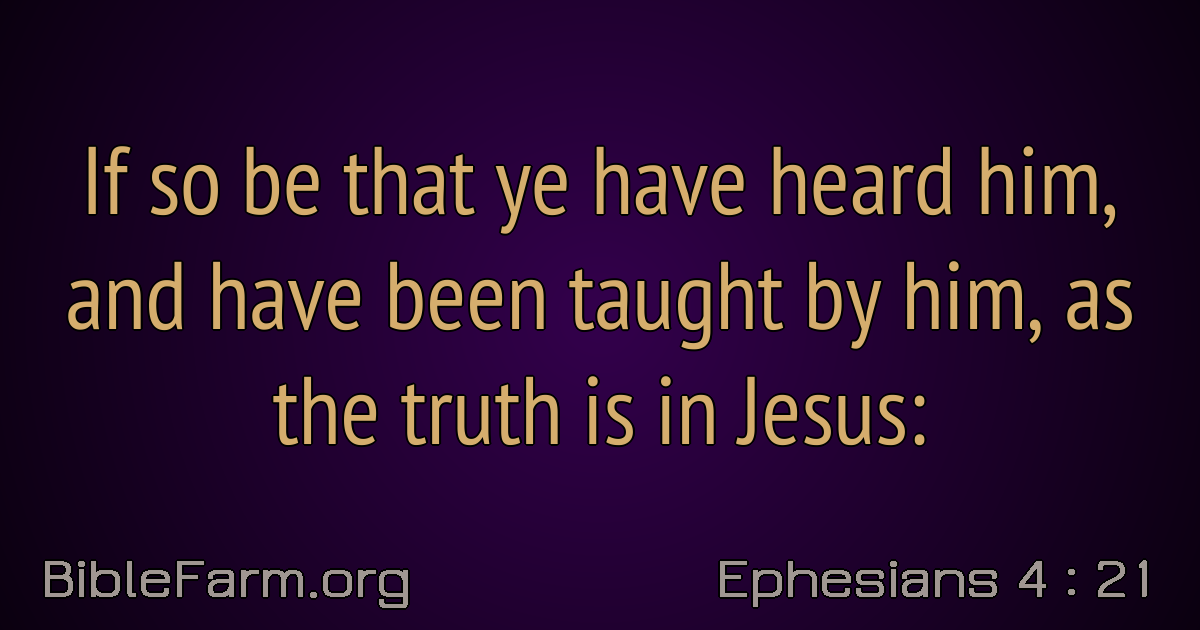 If so be that ye have heard him,
and have been taught by him, as
the truth is in Jesus:
BibleFarm.org
Ephesians 4 : 21